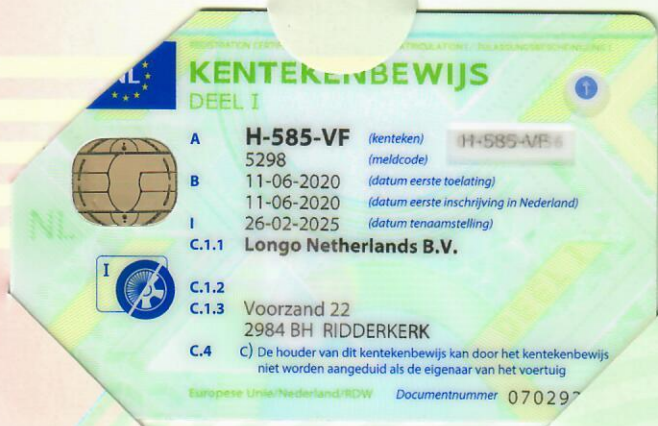 KENTEKENBEWIJS
DEEL I
A H-585-VF (kenteken) H-585-VF
5298 (meldcode)
B 11-06-2020 (datum eerste toelating)
11-06-2020 (datum eerste inschrijving in Nederland)
I 26-02-2025 (datum tenaamstelling)
C.1.1 Longo Netherlands B.V.
I
C.1.2
C.1.3 Voorzand 22
2984 BH RIDDERKERK
C.4 C) De houder van dit kentekenbewijs kan door het kentekenbewijs
niet worden aangeduid als de eigenaar van het voertuig
NL
Europese Unie/Nederland/RDW Documentnummer 07029